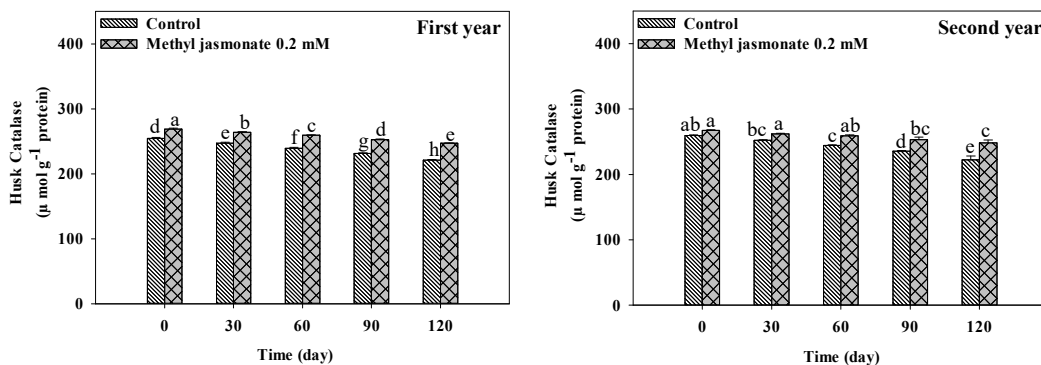 Control
Methyl jasmonate 0.2 mM
First year
400
300
200
100
0
Husk Catalase
(µ mol g⁻¹ protein)
d a e b f c g d h e
0 30 60 90 120
Time (day)
Control
Methyl jasmonate 0.2 mM
Second year
400
300
200
100
0
Husk Catalase
(µ mol g⁻¹ protein)
ab a bc a c ab d bc e c
0 30 60 90 120
Time (day)